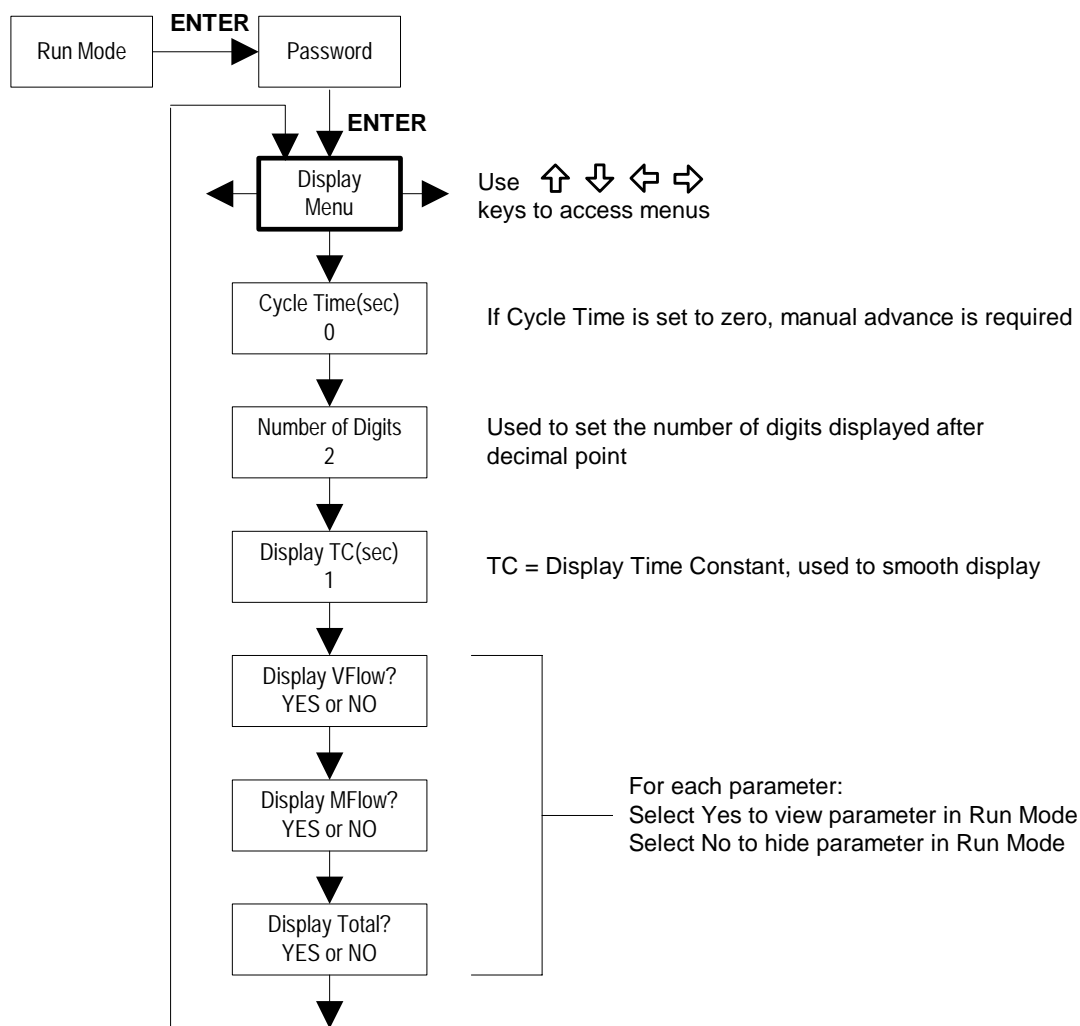 ENTER
Run Mode
Password
ENTER
Display
Menu
Use
keys to access menus
Cycle Time(sec)
0
If Cycle Time is set to zero, manual advance is required
Number of Digits
2
Used to set the number of digits displayed after
decimal point
Display TC(sec)
1
TC = Display Time Constant, used to smooth display
Display VFlow?
YES or NO
Display MFlow?
YES or NO
For each parameter:
Select Yes to view parameter in Run Mode
Select No to hide parameter in Run Mode
Display Total?
YES or NO